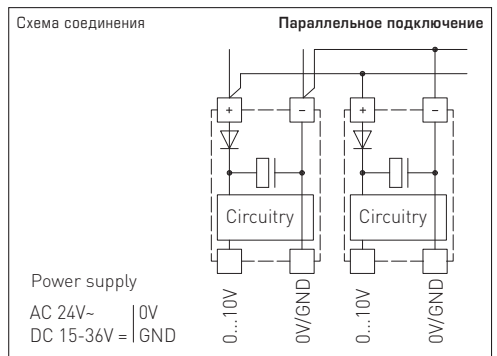 Схема соединения
Параллельное подключение
+
–
+
–
Circuitry
Circuitry
Power supply
AC 24V~ | 0V
DC 15-36V = | GND
0...10V
0V/GND
0...10V
0V/GND